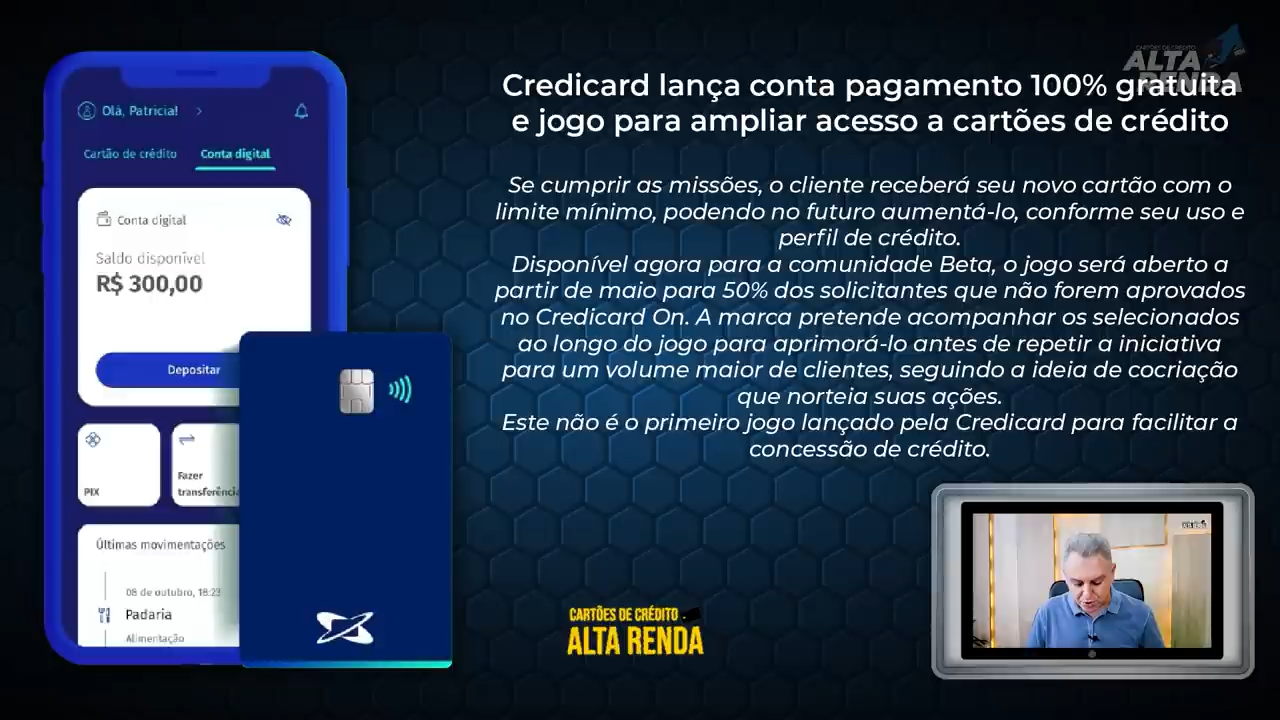 CARTÕES DE CRÉDITO
ALTA
RENDA
Credicard lança conta pagamento 100% gratuita
e jogo para ampliar acesso a cartões de crédito
Se cumprir as missões, o cliente receberá seu novo cartão com o
limite mínimo, podendo no futuro aumentá-lo, conforme seu uso e
perfil de crédito.
Disponível agora para a comunidade Beta, o jogo será aberto a
partir de maio para 50% dos solicitantes que não forem aprovados
no Credicard On. A marca pretende acompanhar os selecionados
ao longo do jogo para aprimorá-lo antes de repetir a iniciativa
para um volume maior de clientes, seguindo a ideia de cocriação
que norteia suas ações.
Este não é o primeiro jogo lançado pela Credicard para facilitar a
concessão de crédito.
Olá, Patricia!
Cartão de crédito Conta digital
Conta digital
Saldo disponível
R$ 300,00
Depositar
PIX
Fazer
transferência
Últimas movimentações
08 de outubro, 18:23
Padaria
Alimentação
CARTÕES DE CRÉDITO
ALTA RENDA